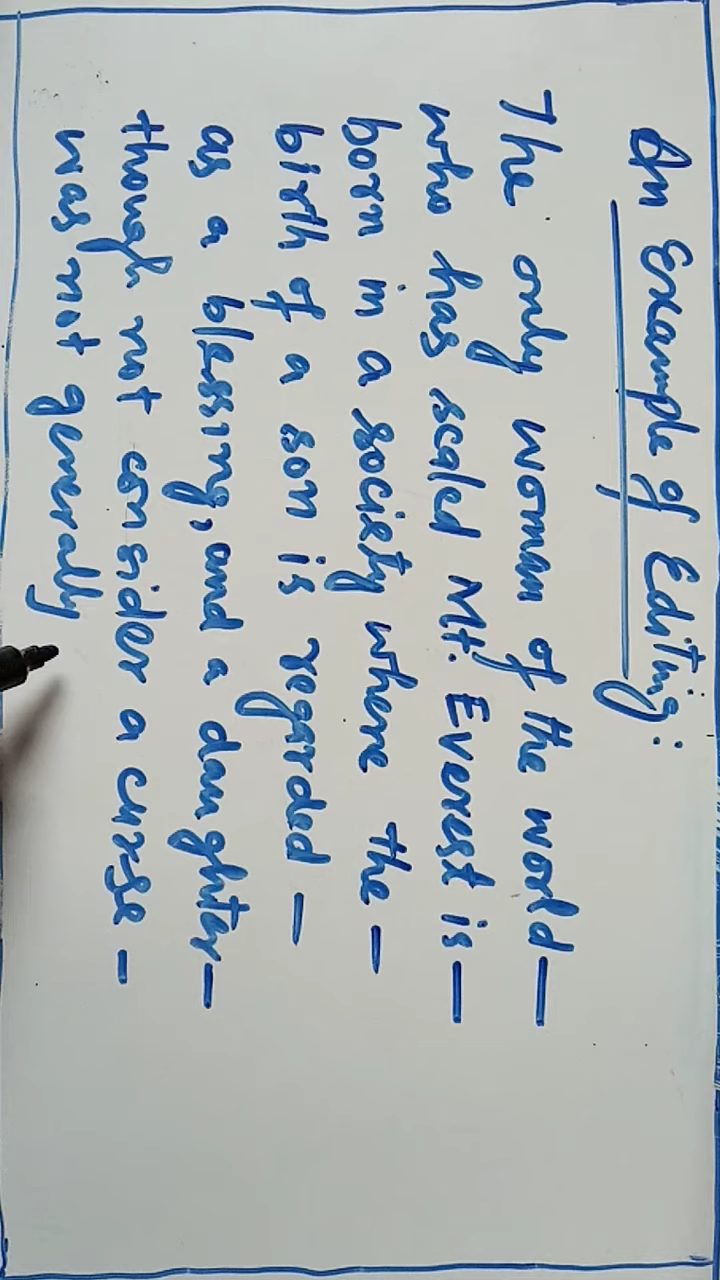 An Example of Editing:
The only woman of the world —
who has scaled Mt. Everest is —
born in a society where the —
birth of a son is regarded —
as a blessing, and a daughter —
though not consider a curse —
was not generally